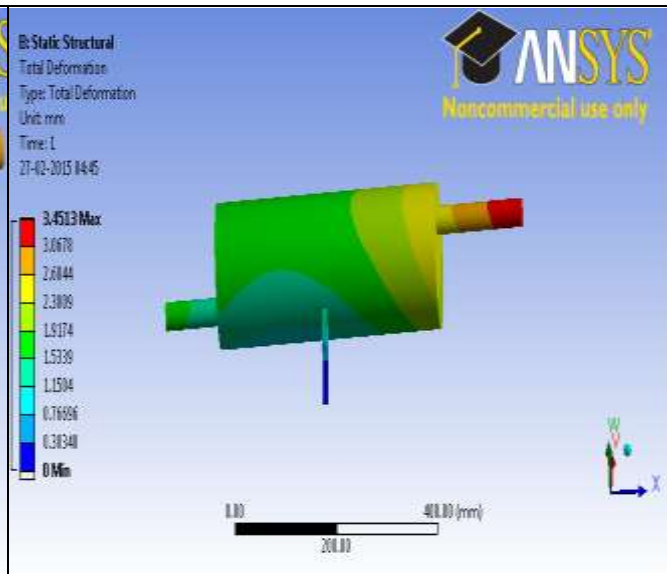 B: Static Structural
Total Deformation
Type: Total Deformation
Unit: mm
Time: 1
27-02-2015 04:45
ANSYS
Noncommercial use only
3.4513 Max
3.0678
2.6844
2.3009
1.9174
1.5339
1.1504
0.76696
0.38348
0 Min
W
Y
X
0.00
400.00 (mm)
200.00